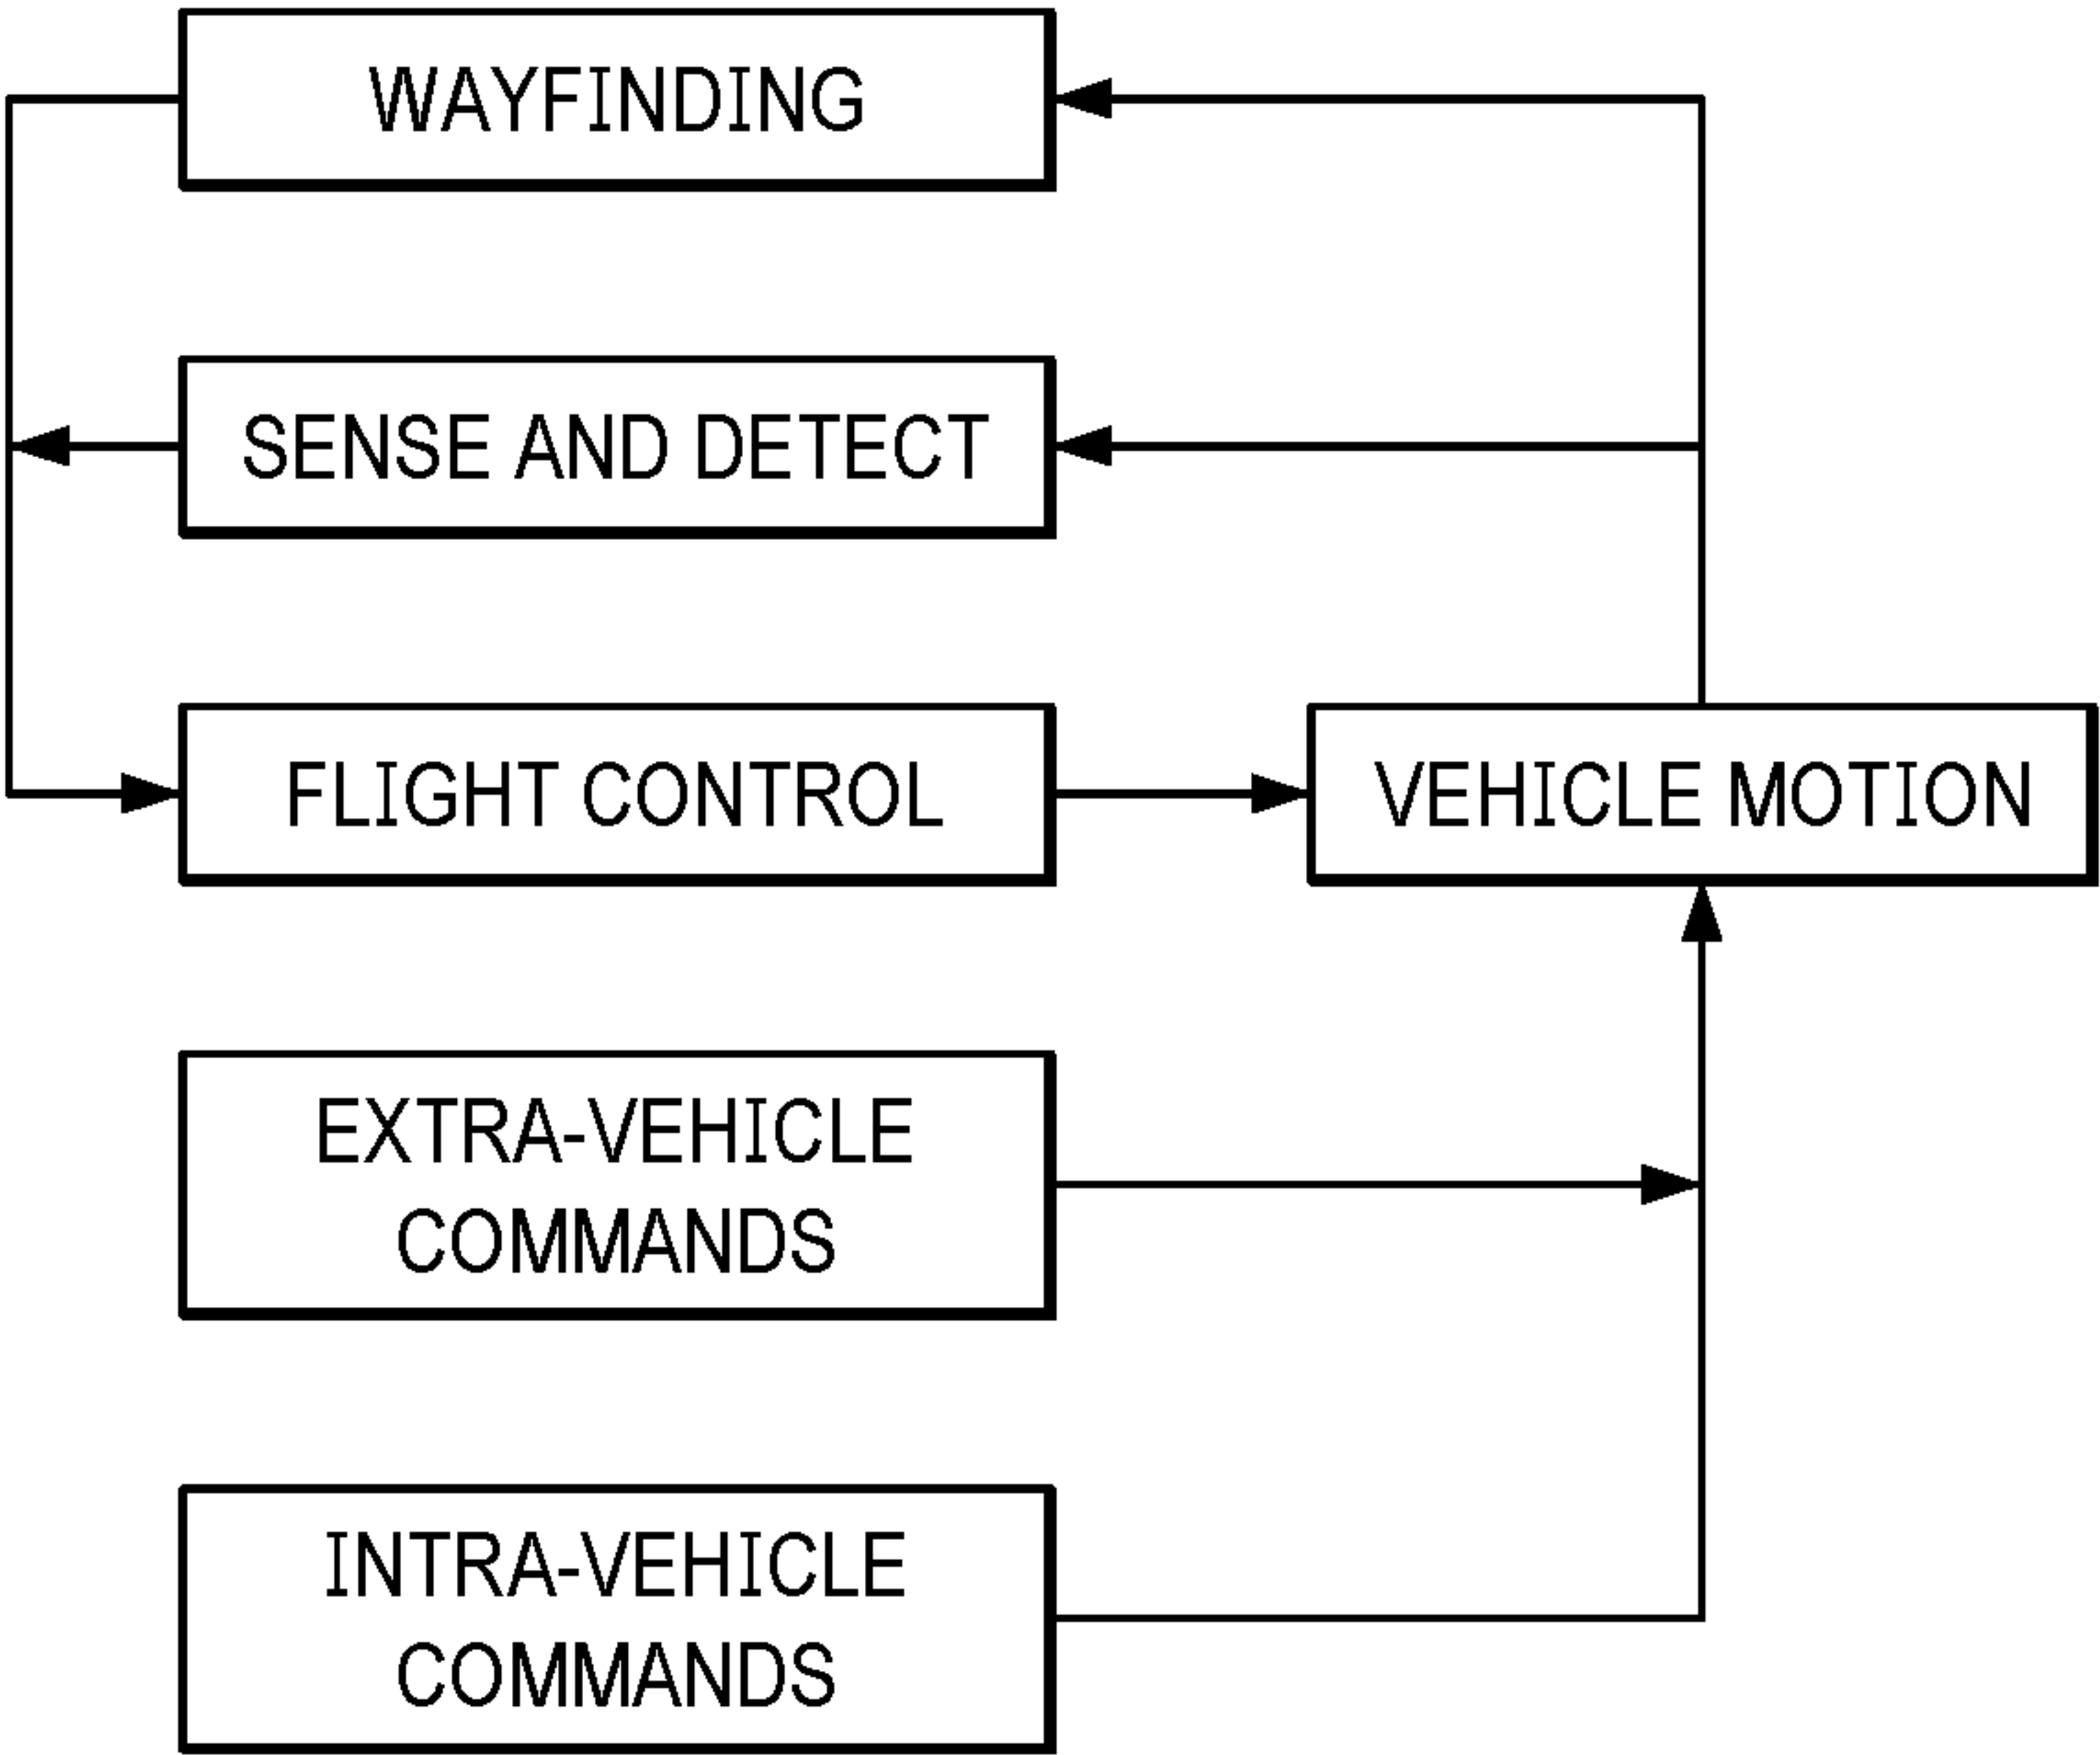 WAYFINDING
SENSE AND DETECT
FLIGHT CONTROL
VEHICLE MOTION
EXTRA-VEHICLE
COMMANDS
INTRA-VEHICLE
COMMANDS